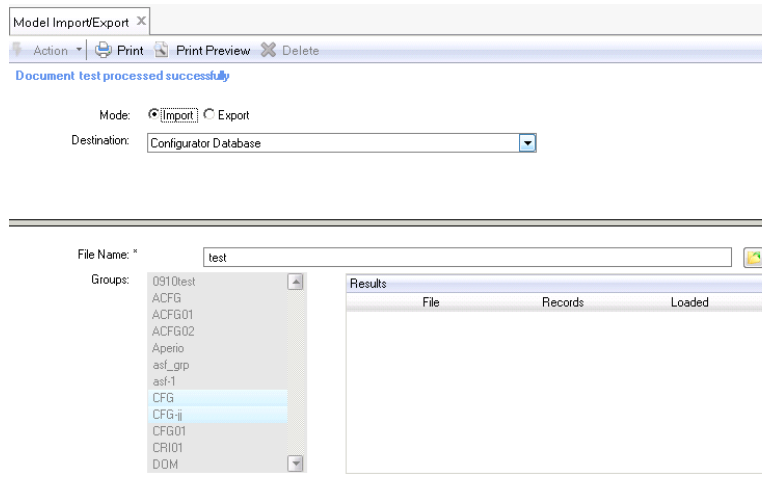 Model Import/Export X
Action Print Print Preview Delete
Document test processed successfully
Mode: Import Export
Destination: Configurator Database
File Name: * test
Groups:
0910test
ACFG
ACFG01
ACFG02
Aperio
asf_grp
asf-1
CFG
CFG-jj
CFG01
CRI01
DOM
Results
File Records Loaded